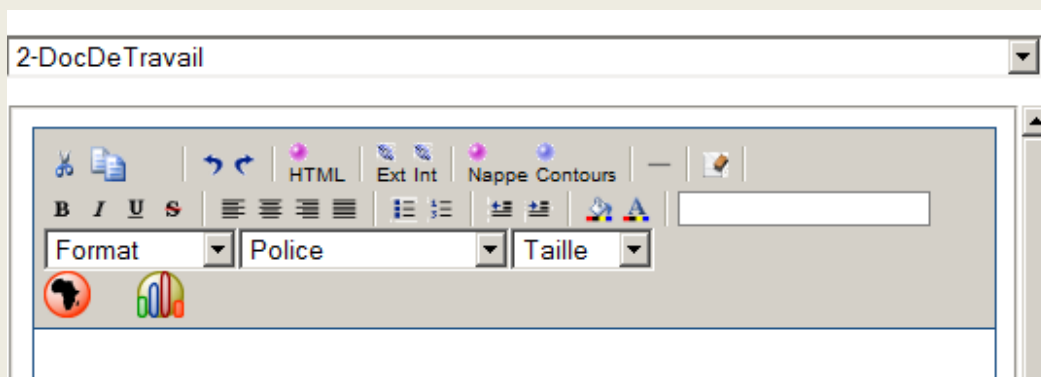 2-DocDeTravail
HTML Ext Int Nappe Contours
B I U S A
Format Police Taille